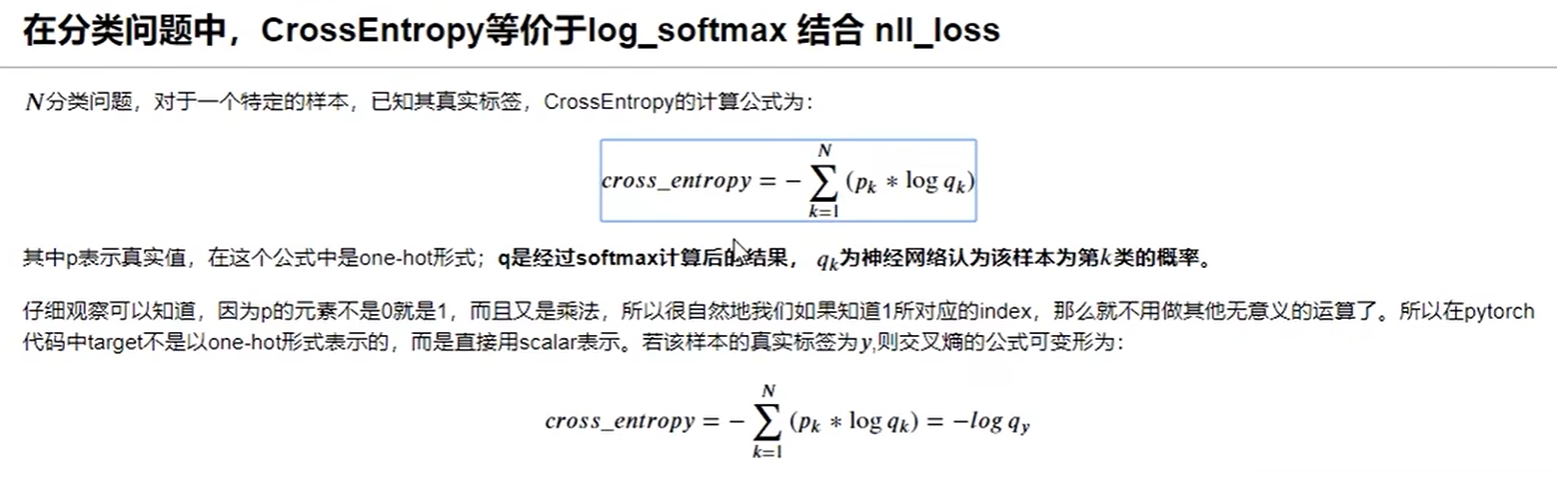 在分类问题中，CrossEntropy等价于log_softmax 结合 nll_loss
N分类问题，对于一个特定的样本，已知其真实标签，CrossEntropy的计算公式为：
cross_entropy = − ∑_{k=1}^{N} (p_k * log q_k)
其中p表示真实值，在这个公式中是one-hot形式；q是经过softmax计算后的结果， q_k为神经网络认为该样本为第k类的概率。
仔细观察可以知道，因为p的元素不是0就是1，而且又是乘法，所以很自然地我们如果知道1所对应的index，那么就不用做其他无意义的运算了。所以在pytorch
代码中target不是以one-hot形式表示的，而是直接用scalar表示。若该样本的真实标签为y,则交叉熵的公式可变形为：
cross_entropy = − ∑_{k=1}^{N} (p_k * log q_k) = −log q_y